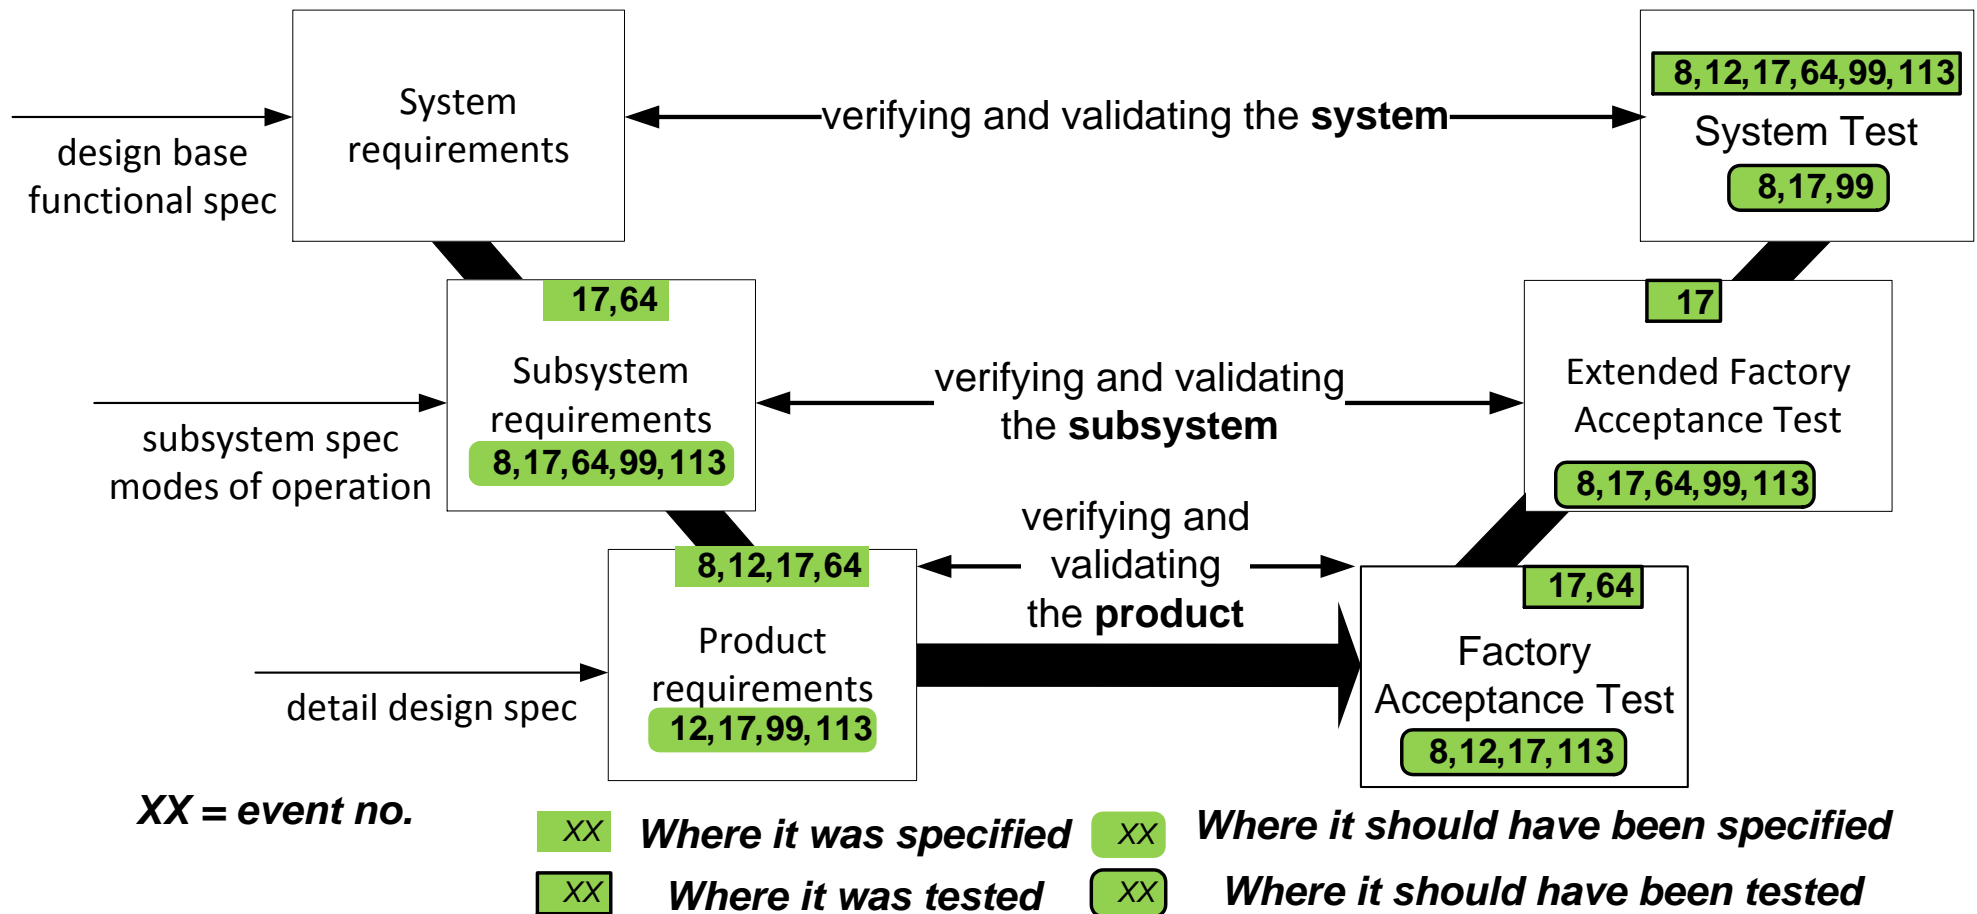 System
requirements
design base
functional spec
verifying and validating the system
8,12,17,64,99,113
System Test
8,17,99
17,64
Subsystem
requirements
8,17,64,99,113
subsystem spec
modes of operation
verifying and validating
the subsystem
17
Extended Factory
Acceptance Test
8,17,64,99,113
8,12,17,64
Product
requirements
12,17,99,113
detail design spec
verifying and
validating
the product
17,64
Factory
Acceptance Test
8,12,17,113
XX = event no.
XX Where it was specified
XX Where it should have been specified
XX Where it was tested
XX Where it should have been tested